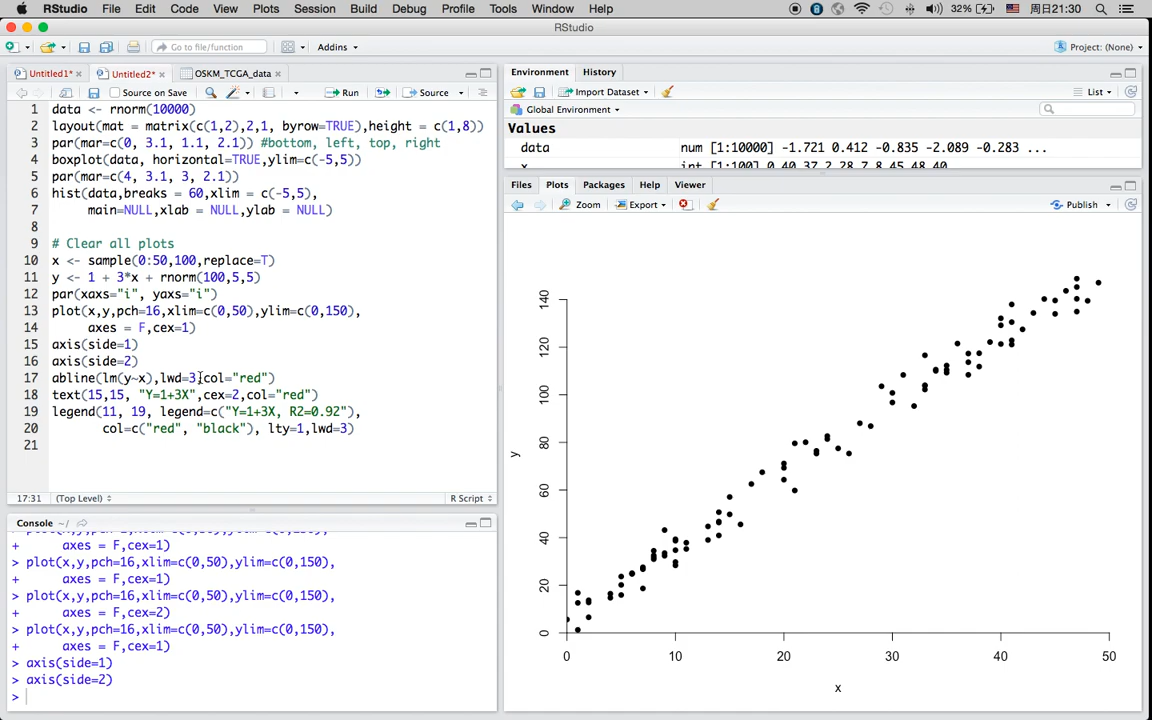 RStudio File Edit Code View Plots Session Build Debug Profile Tools Window Help 32% 周日21:30
RStudio
Go to file/function Addins Project: (None)
Untitled1* Untitled2* OSKM_TCGA_data
Source on Save Run Source
1 data <- rnorm(10000)
2 layout(mat = matrix(c(1,2),2,1, byrow=TRUE),height = c(1,8))
3 par(mar=c(0, 3.1, 1.1, 2.1)) #bottom, left, top, right
4 boxplot(data, horizontal=TRUE,ylim=c(-5,5))
5 par(mar=c(4, 3.1, 3, 2.1))
6 hist(data,breaks = 60,xlim = c(-5,5),
7 main=NULL,xlab = NULL,ylab = NULL)
8
9 # Clear all plots
10 x <- sample(0:50,100,replace=T)
11 y <- 1 + 3*x + rnorm(100,5,5)
12 par(xaxs="i", yaxs="i")
13 plot(x,y,pch=16,xlim=c(0,50),ylim=c(0,150),
14 axes = F,cex=1)
15 axis(side=1)
16 axis(side=2)
17 abline(lm(y~x),lwd=3,col="red")
18 text(15,15, "Y=1+3X",cex=2,col="red")
19 legend(11, 19, legend=c("Y=1+3X, R2=0.92"),
20 col=c("red", "black"), lty=1,lwd=3)
21
17:31 (Top Level) R Script
Console ~/
+ axes = F,cex=1)
> plot(x,y,pch=16,xlim=c(0,50),ylim=c(0,150),
+ axes = F,cex=1)
> plot(x,y,pch=16,xlim=c(0,50),ylim=c(0,150),
+ axes = F,cex=2)
> plot(x,y,pch=16,xlim=c(0,50),ylim=c(0,150),
+ axes = F,cex=1)
> axis(side=1)
> axis(side=2)
>
Environment History
Import Dataset List
Global Environment
Values
data num [1:10000] -1.721 0.412 -0.835 -2.089 -0.283 ...
x int [1:100] 0 40 37 2 28 7 8 45 48 40
Files Plots Packages Help Viewer
Zoom Export Publish
140
120
100
80
60
40
20
0
y
0 10 20 30 40 50
x